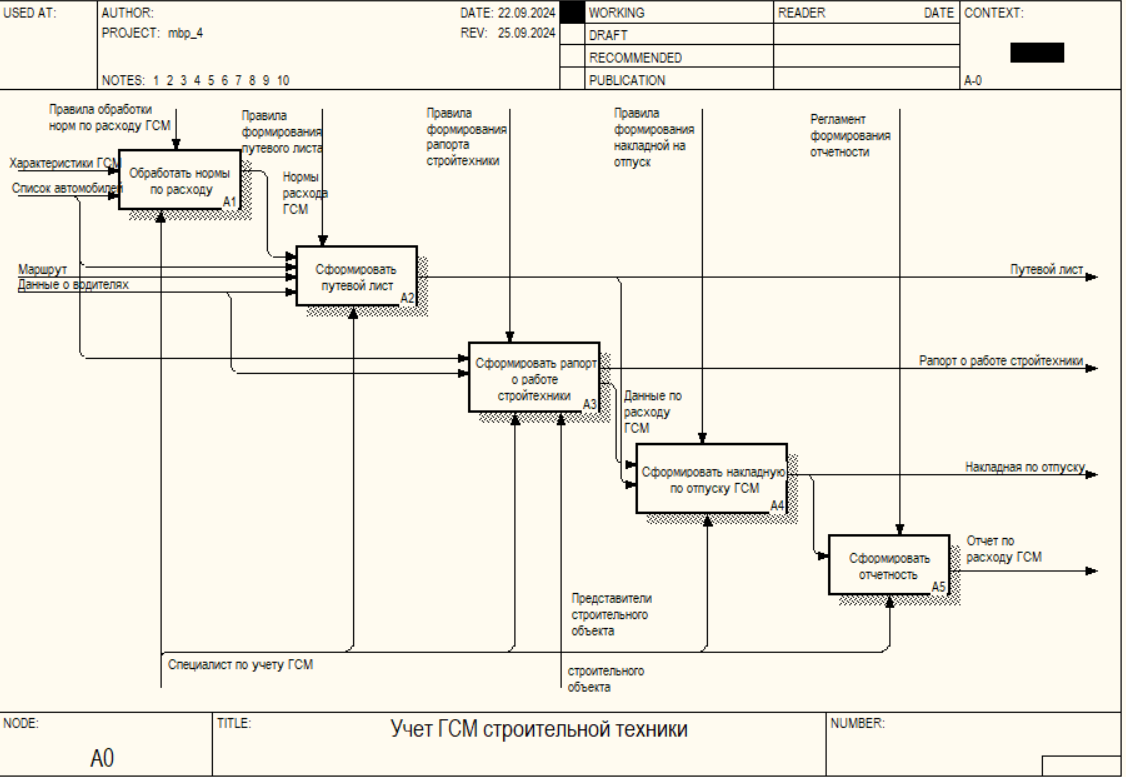 USED AT:
AUTHOR:
DATE: 22.09.2024
WORKING
READER
DATE
CONTEXT:
PROJECT: mbp_4
REV: 25.09.2024
DRAFT
RECOMMENDED
NOTES: 1 2 3 4 5 6 7 8 9 10
PUBLICATION
A-0
Правила обработки
норм по расходу ГСМ
Правила
формирования
путевого листа
Правила
формирования
рапорта
стройтехники
Правила
формирования
накладной на
отпуск
Регламент
формирования
отчетности
Характеристики ГСМ
Список автомобилей
Обработать нормы
по расходу
A1
Нормы
расхода
ГСМ
Маршрут
Данные о водителях
Сформировать
путевой лист
A2
Путевой лист
Сформировать рапорт
о работе
стройтехники
A3
Рапорт о работе стройтехники
Данные по
расходу
ГСМ
Сформировать накладную
по отпуску ГСМ
A4
Накладная по отпуску
Сформировать
отчетность
A5
Отчет по
расходу ГСМ
Представители
строительного
объекта
Специалист по учету ГСМ
строительного
объекта
NODE:
TITLE:
Учет ГСМ строительной техники
NUMBER:
A0